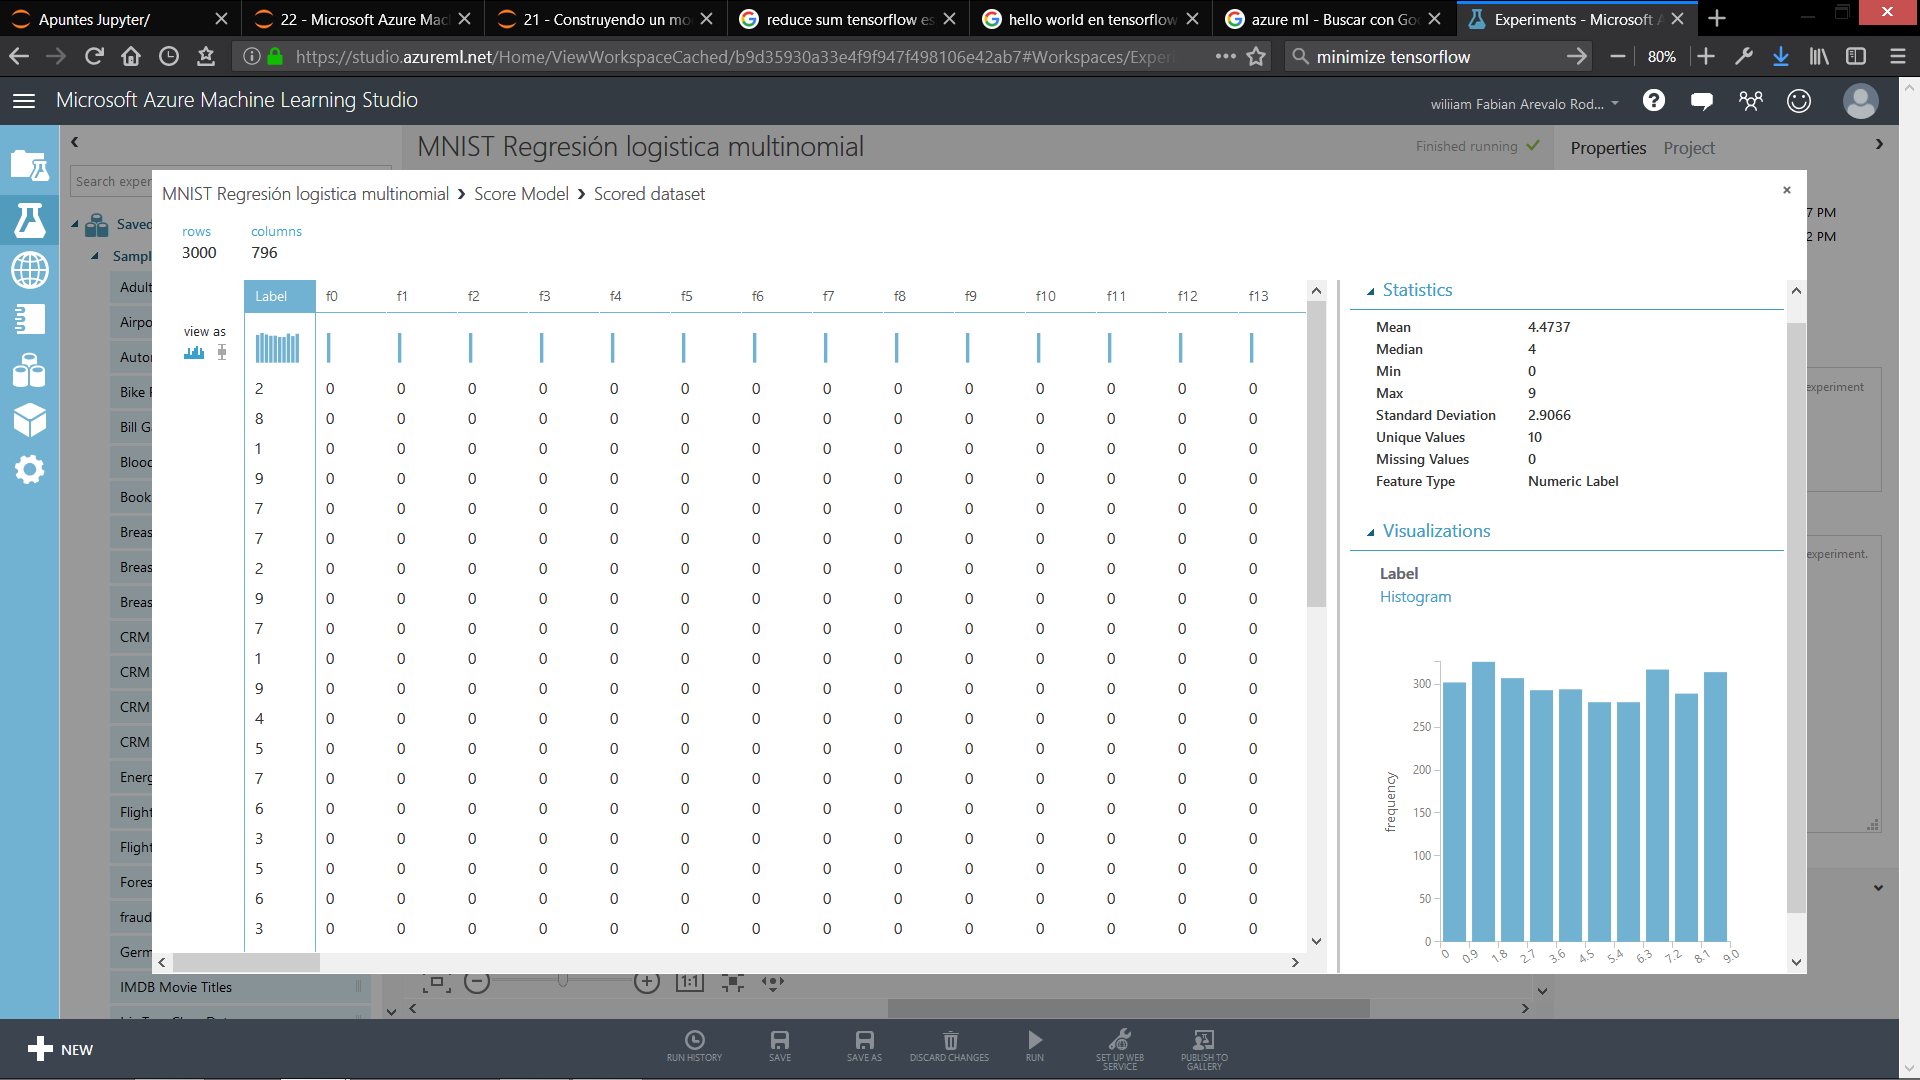 Apuntes Jupyter/
22 - Microsoft Azure Mac
21 - Construyendo un mo
reduce sum tensorflow es
hello world en tensorflow
azure ml - Buscar con Go
Experiments - Microsoft A
https://studio.azureml.net/Home/ViewWorkspaceCached/b9d35930a33e4f9f947f498106e42ab7#Workspaces/Exper
minimize tensorflow
80%
Microsoft Azure Machine Learning Studio
wiliiam Fabian Arevalo Rod...
MNIST Regresión logistica multinomial
Finished running
Properties
Project
Search exper
MNIST Regresión logistica multinomial > Score Model > Scored dataset
7 PM
2 PM
rows
3000
columns
796
Saved
Sampl
Adult
Airpo
Auto
Bike
Bill G
Blood
Book
Breas
Breas
Breas
CRM
CRM
CRM
CRM
Energ
Flight
Flight
Fores
fraud
Germ
IMDB Movie Titles
view as
Label f0 f1 f2 f3 f4 f5 f6 f7 f8 f9 f10 f11 f12 f13
2 0 0 0 0 0 0 0 0 0 0 0 0 0 0
8 0 0 0 0 0 0 0 0 0 0 0 0 0 0
1 0 0 0 0 0 0 0 0 0 0 0 0 0 0
9 0 0 0 0 0 0 0 0 0 0 0 0 0 0
7 0 0 0 0 0 0 0 0 0 0 0 0 0 0
7 0 0 0 0 0 0 0 0 0 0 0 0 0 0
2 0 0 0 0 0 0 0 0 0 0 0 0 0 0
9 0 0 0 0 0 0 0 0 0 0 0 0 0 0
7 0 0 0 0 0 0 0 0 0 0 0 0 0 0
1 0 0 0 0 0 0 0 0 0 0 0 0 0 0
9 0 0 0 0 0 0 0 0 0 0 0 0 0 0
4 0 0 0 0 0 0 0 0 0 0 0 0 0 0
5 0 0 0 0 0 0 0 0 0 0 0 0 0 0
7 0 0 0 0 0 0 0 0 0 0 0 0 0 0
6 0 0 0 0 0 0 0 0 0 0 0 0 0 0
3 0 0 0 0 0 0 0 0 0 0 0 0 0 0
5 0 0 0 0 0 0 0 0 0 0 0 0 0 0
6 0 0 0 0 0 0 0 0 0 0 0 0 0 0
3 0 0 0 0 0 0 0 0 0 0 0 0 0 0
Statistics
Mean 4.4737
Median 4
Min 0
Max 9
Standard Deviation 2.9066
Unique Values 10
Missing Values 0
Feature Type Numeric Label
experiment
Visualizations
experiment.
Label
Histogram
frequency
300
250
200
150
100
50
0
0 0.9 1.8 2.7 3.6 4.5 5.4 6.3 7.2 8.1 9.0
1:1
NEW
RUN HISTORY
SAVE
SAVE AS
DISCARD CHANGES
RUN
SET UP WEB
SERVICE
PUBLISH TO
GALLERY